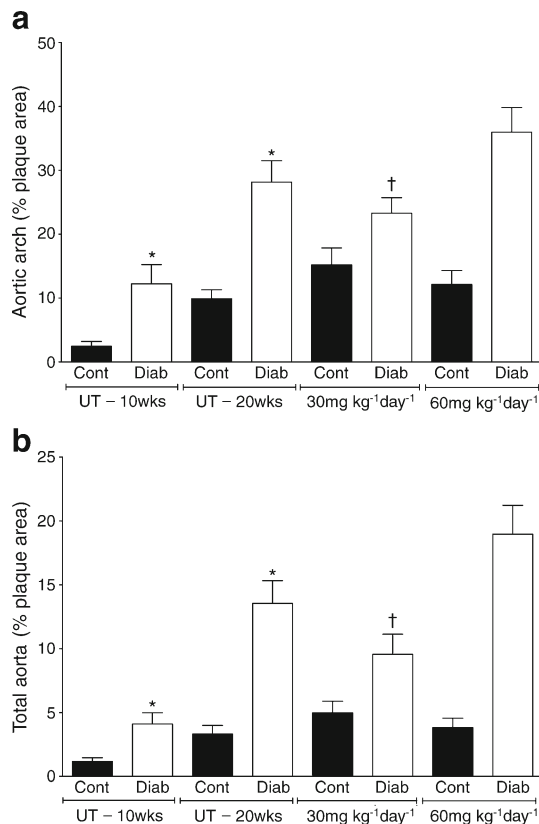 a
Aortic arch (% plaque area)
50
40
30
20
10
0
*
*
†
Cont Diab Cont Diab Cont Diab Cont Diab
UT – 10wks UT – 20wks 30mg kg⁻¹day⁻¹ 60mg kg⁻¹day⁻¹
b
Total aorta (% plaque area)
25
20
15
10
5
0
*
*
†
Cont Diab Cont Diab Cont Diab Cont Diab
UT – 10wks UT – 20wks 30mg kg⁻¹day⁻¹ 60mg kg⁻¹day⁻¹